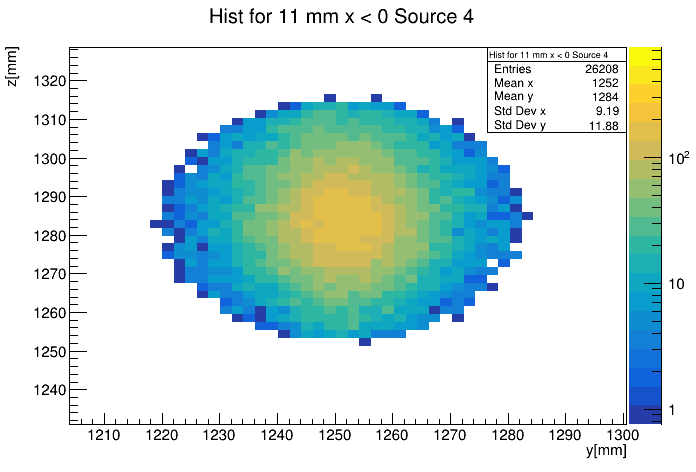 Hist for 11 mm x < 0 Source 4
z[mm]
Hist for 11 mm x < 0 Source 4
Entries 26208
Mean x 1252
Mean y 1284
Std Dev x 9.19
Std Dev y 11.88
1320
1310
1300
1290
1280
1270
1260
1250
1240
10²
10
1
1210 1220 1230 1240 1250 1260 1270 1280 1290 1300
y[mm]